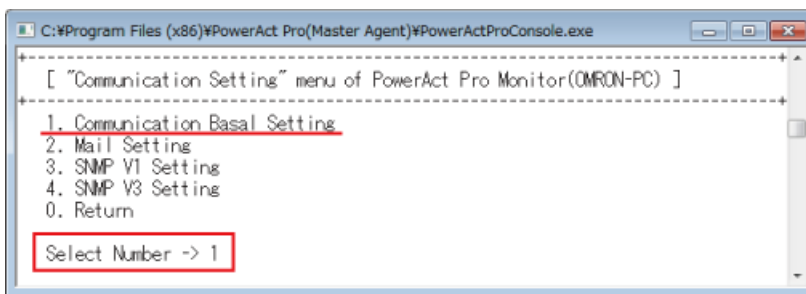 C:¥Program Files (x86)¥PowerAct Pro(Master Agent)¥PowerActProConsole.exe
+------------------------------------------------------------------------------+
[ "Communication Setting" menu of PowerAct Pro Monitor(OMRON-PC) ]
+------------------------------------------------------------------------------+
1. Communication Basal Setting
2. Mail Setting
3. SNMP V1 Setting
4. SNMP V3 Setting
0. Return
Select Number -> 1